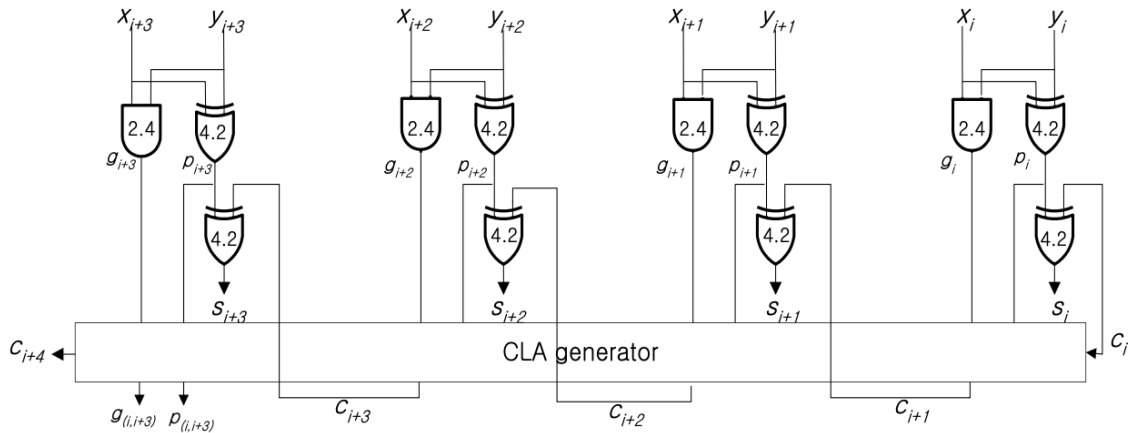 x_{i+3} y_{i+3} x_{i+2} y_{i+2} x_{i+1} y_{i+1} x_i y_i
2.4 4.2 2.4 4.2 2.4 4.2 2.4 4.2
g_{i+3} p_{i+3} g_{i+2} p_{i+2} g_{i+1} p_{i+1} g_i p_i
4.2 4.2 4.2 4.2
s_{i+3} s_{i+2} s_{i+1} s_i
c_{i+4} CLA generator c_i
g_{(i,i+3)} p_{(i,i+3)} c_{i+3} c_{i+2} c_{i+1}